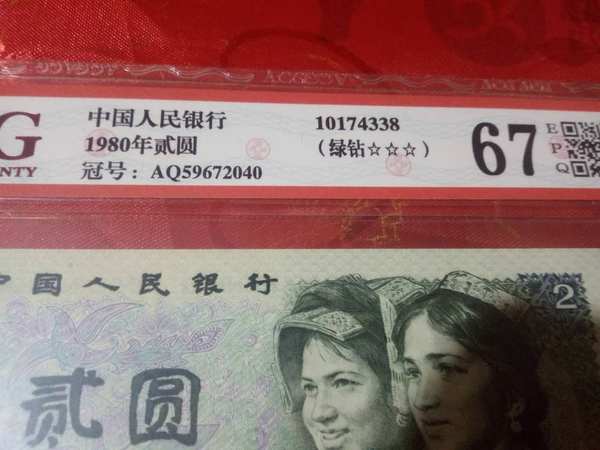 G
NTY
中国人民银行
1980年贰圆
冠号：AQ59672040
10174338
（绿钻☆☆☆）
67
E
P
Q
中国人民银行
2
贰圆